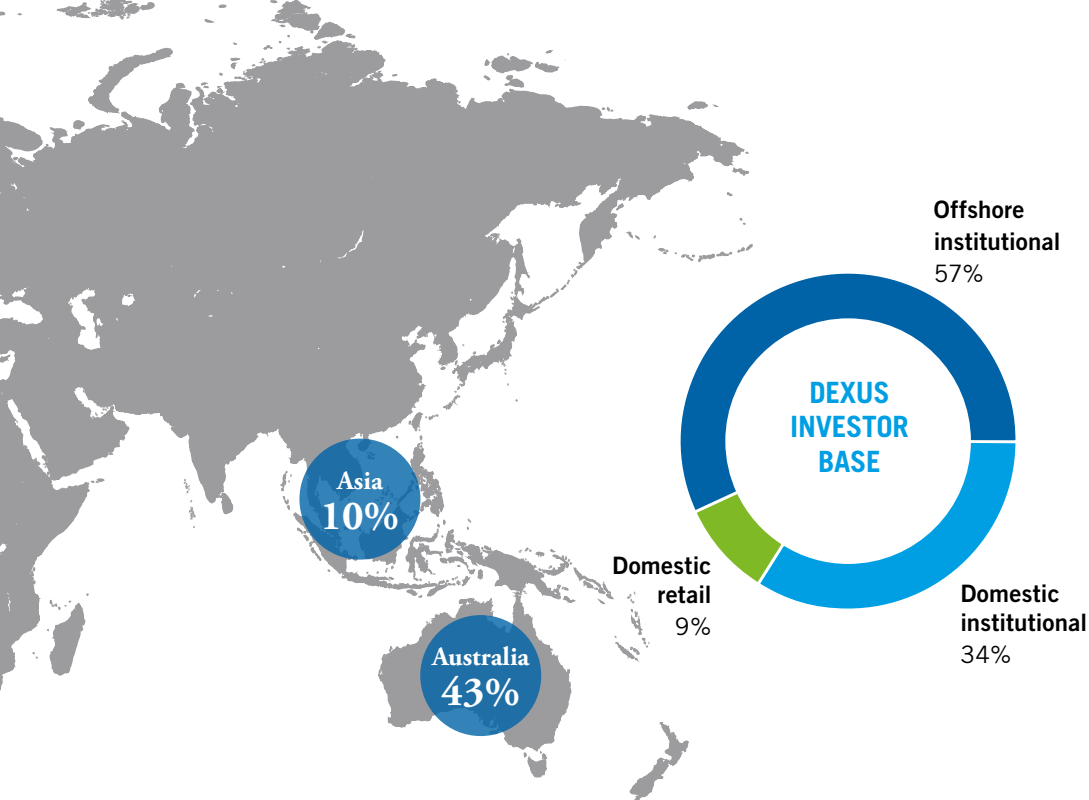 Offshore
institutional
57%
DEXUS
INVESTOR
BASE
Asia
10%
Domestic
retail
9%
Domestic
institutional
34%
Australia
43%